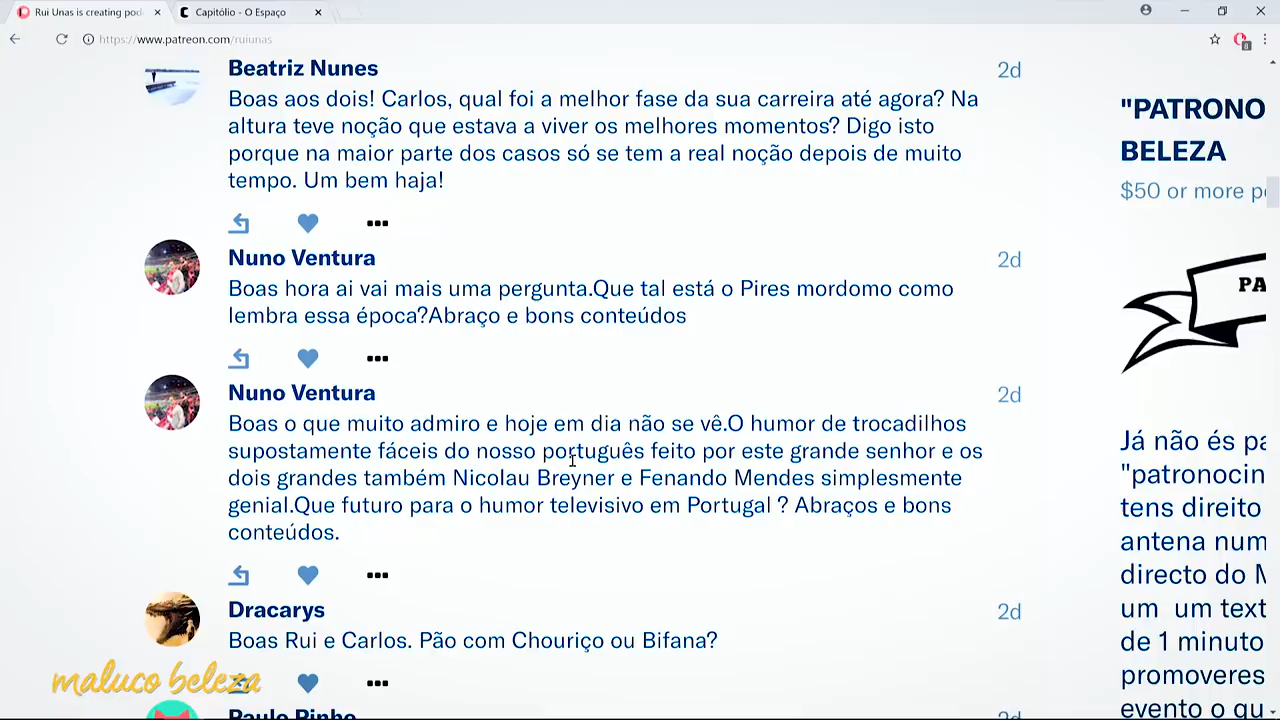 Rui Unas is creating pod
Capitólio - O Espaço
https://www.patreon.com/ruiunas
8
Beatriz Nunes
2d
Boas aos dois! Carlos, qual foi a melhor fase da sua carreira até agora? Na
altura teve noção que estava a viver os melhores momentos? Digo isto
porque na maior parte dos casos só se tem a real noção depois de muito
tempo. Um bem haja!
Nuno Ventura
2d
Boas hora ai vai mais uma pergunta.Que tal está o Pires mordomo como
lembra essa época?Abraço e bons conteúdos
Nuno Ventura
2d
Boas o que muito admiro e hoje em dia não se vê.O humor de trocadilhos
supostamente fáceis do nosso português feito por este grande senhor e os
dois grandes também Nicolau Breyner e Fenando Mendes simplesmente
genial.Que futuro para o humor televisivo em Portugal ? Abraços e bons
conteúdos.
Dracarys
2d
Boas Rui e Carlos. Pão com Chouriço ou Bifana?
Paulo Pinho
2d
maluco beleza
"PATRONO
BELEZA
$50 or more pe
PA
Já não és pa
"patrocin
tens direito
antena num
directo do M
um um text
de 1 minuto
promoveres
evento o qu